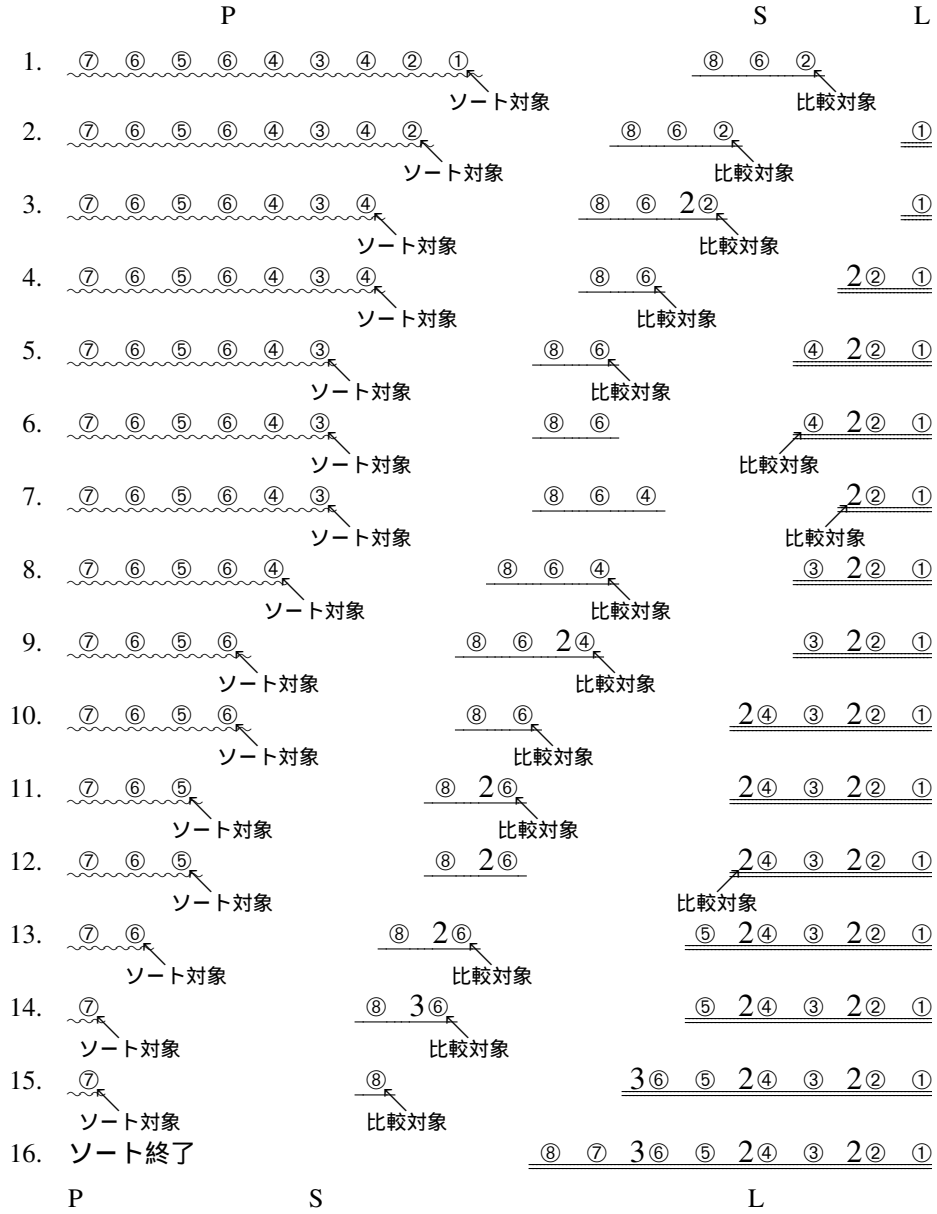 P S L
1. ⑦ ⑥ ⑤ ⑥ ④ ③ ④ ② ① ⑧ ⑥ ②
ソート対象 比較対象
2. ⑦ ⑥ ⑤ ⑥ ④ ③ ④ ② ⑧ ⑥ ② ①
ソート対象 比較対象
3. ⑦ ⑥ ⑤ ⑥ ④ ③ ④ ⑧ ⑥ 2② ①
ソート対象 比較対象
4. ⑦ ⑥ ⑤ ⑥ ④ ③ ④ ⑧ ⑥ 2② ①
ソート対象 比較対象
5. ⑦ ⑥ ⑤ ⑥ ④ ③ ⑧ ⑥ ④ 2② ①
ソート対象 比較対象
6. ⑦ ⑥ ⑤ ⑥ ④ ③ ⑧ ⑥ ④ 2② ①
ソート対象 比較対象
7. ⑦ ⑥ ⑤ ⑥ ④ ③ ⑧ ⑥ ④ 2② ①
ソート対象 比較対象
8. ⑦ ⑥ ⑤ ⑥ ④ ⑧ ⑥ ④ ③ 2② ①
ソート対象 比較対象
9. ⑦ ⑥ ⑤ ⑥ ⑧ ⑥ 2④ ③ 2② ①
ソート対象 比較対象
10. ⑦ ⑥ ⑤ ⑥ ⑧ ⑥ 2④ ③ 2② ①
ソート対象 比較対象
11. ⑦ ⑥ ⑤ ⑧ 2⑥ 2④ ③ 2② ①
ソート対象 比較対象
12. ⑦ ⑥ ⑤ ⑧ 2⑥ 2④ ③ 2② ①
ソート対象 比較対象
13. ⑦ ⑥ ⑧ 2⑥ ⑤ 2④ ③ 2② ①
ソート対象 比較対象
14. ⑦ ⑧ 3⑥ ⑤ 2④ ③ 2② ①
ソート対象 比較対象
15. ⑦ ⑧ 3⑥ ⑤ 2④ ③ 2② ①
ソート対象 比較対象
16. ソート終了 ⑧ ⑦ 3⑥ ⑤ 2④ ③ 2② ①
P S L